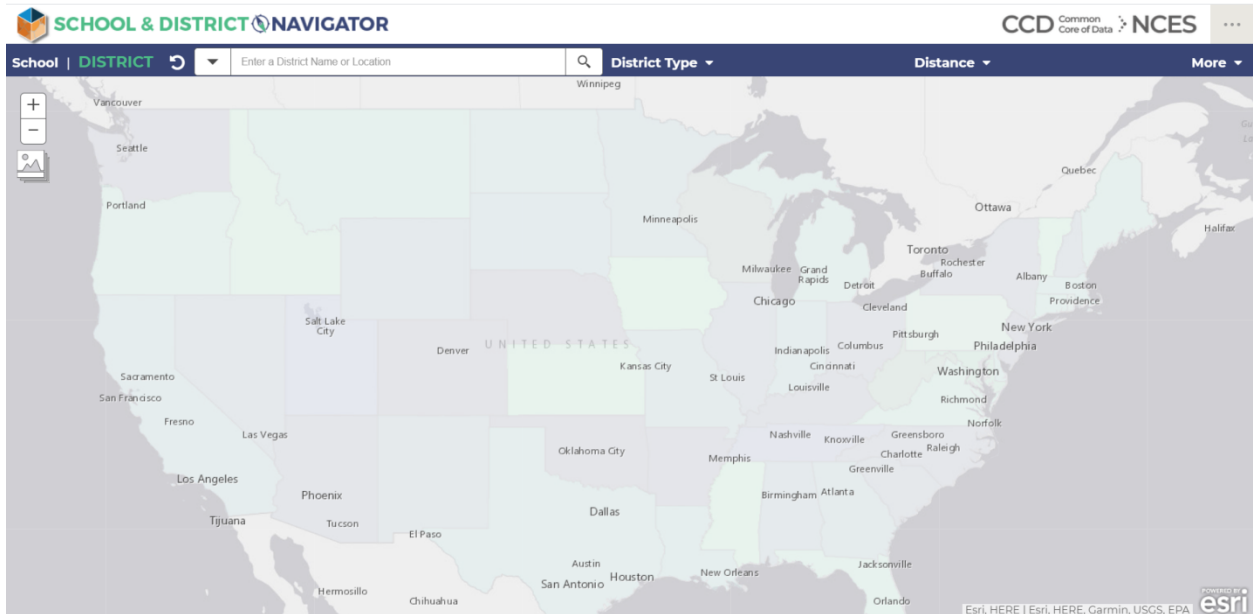 SCHOOL & DISTRICT NAVIGATOR
CCD Common Core of Data NCES
...
School | DISTRICT
Enter a District Name or Location
District Type
Distance
More
+
−
Winnipeg
Vancouver
Seattle
Quebec
Portland
Ottawa
Minneapolis
Halifax
Toronto
Rochester
Milwaukee
Grand Rapids
Buffalo
Albany
Detroit
Boston
Chicago
Providence
Cleveland
Salt Lake City
New York
Pittsburgh
UNITED STATES
Philadelphia
Denver
Indianapolis
Columbus
Kansas City
Cincinnati
Washington
Sacramento
St Louis
Louisville
San Francisco
Richmond
Fresno
Norfolk
Las Vegas
Nashville
Knoxville
Greensboro
Raleigh
Oklahoma City
Memphis
Charlotte
Greenville
Los Angeles
Phoenix
Birmingham
Atlanta
Dallas
Tijuana
Tucson
El Paso
Austin
Jacksonville
San Antonio
Houston
New Orleans
Hermosillo
Chihuahua
Orlando
POWERED BY
esri
Esri, HERE | Esri, HERE, Garmin, USGS, EPA